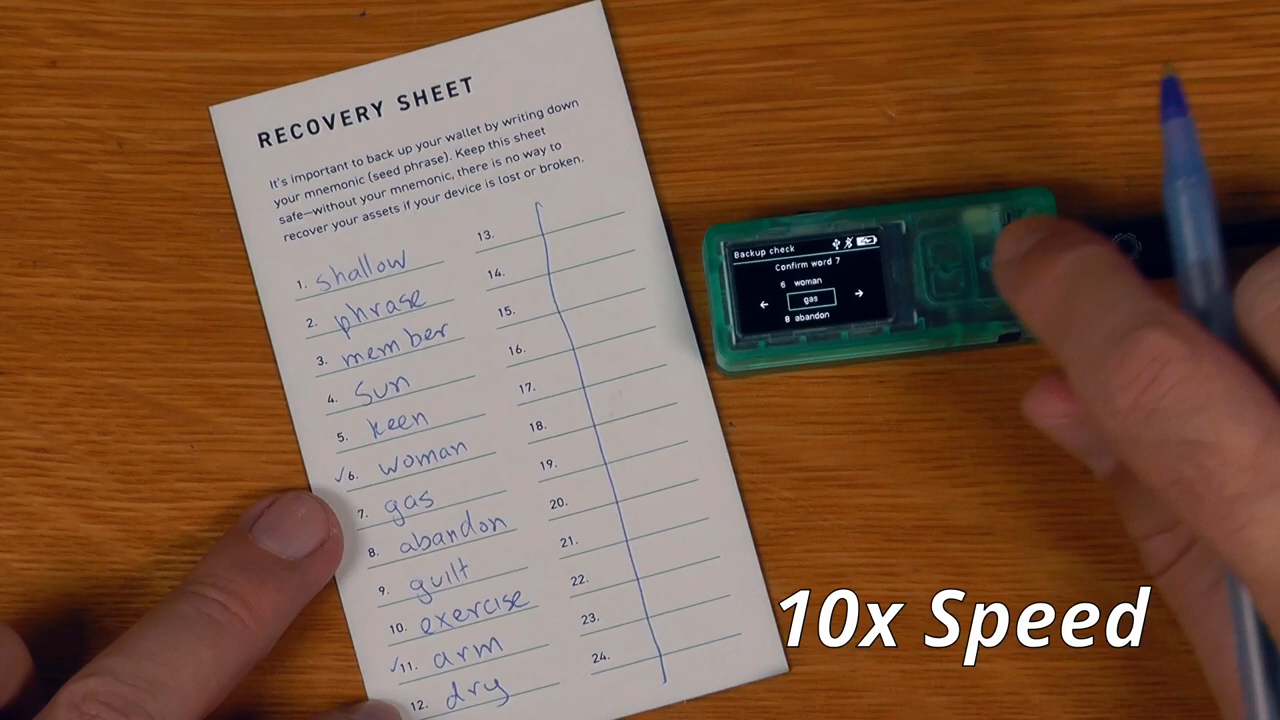 RECOVERY SHEET
It's important to back up your wallet by writing down
your mnemonic (seed phrase). Keep this sheet
safe—without your mnemonic, there is no way to
recover your assets if your device is lost or broken.
1. shallow
2. phrase
3. member
4. Sun
5. keen
✓6. woman
7. gas
8. abandon
9. guilt
10. exercise
✓11. arm
12. dry
13.
14.
15.
16.
17.
18.
19.
20.
21.
22.
23.
24.
Backup check
Confirm word 7
6 woman
← gas →
8 abandon
10x Speed